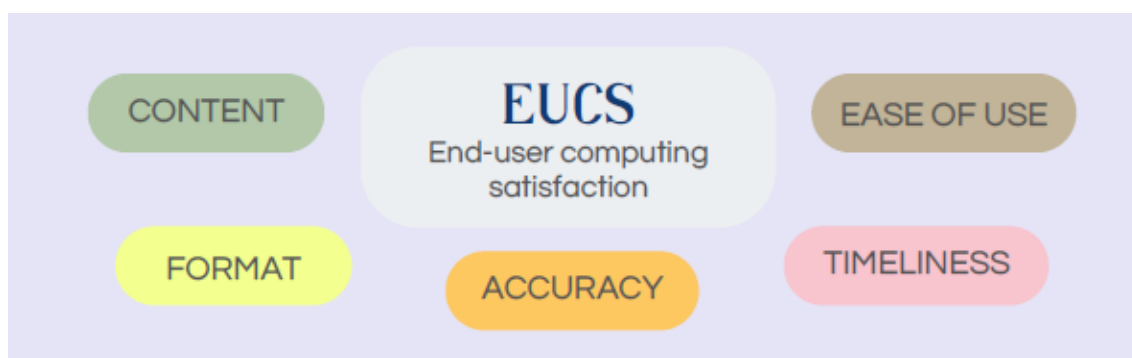 CONTENT
EUCS
End-user computing
satisfaction
EASE OF USE
FORMAT
ACCURACY
TIMELINESS